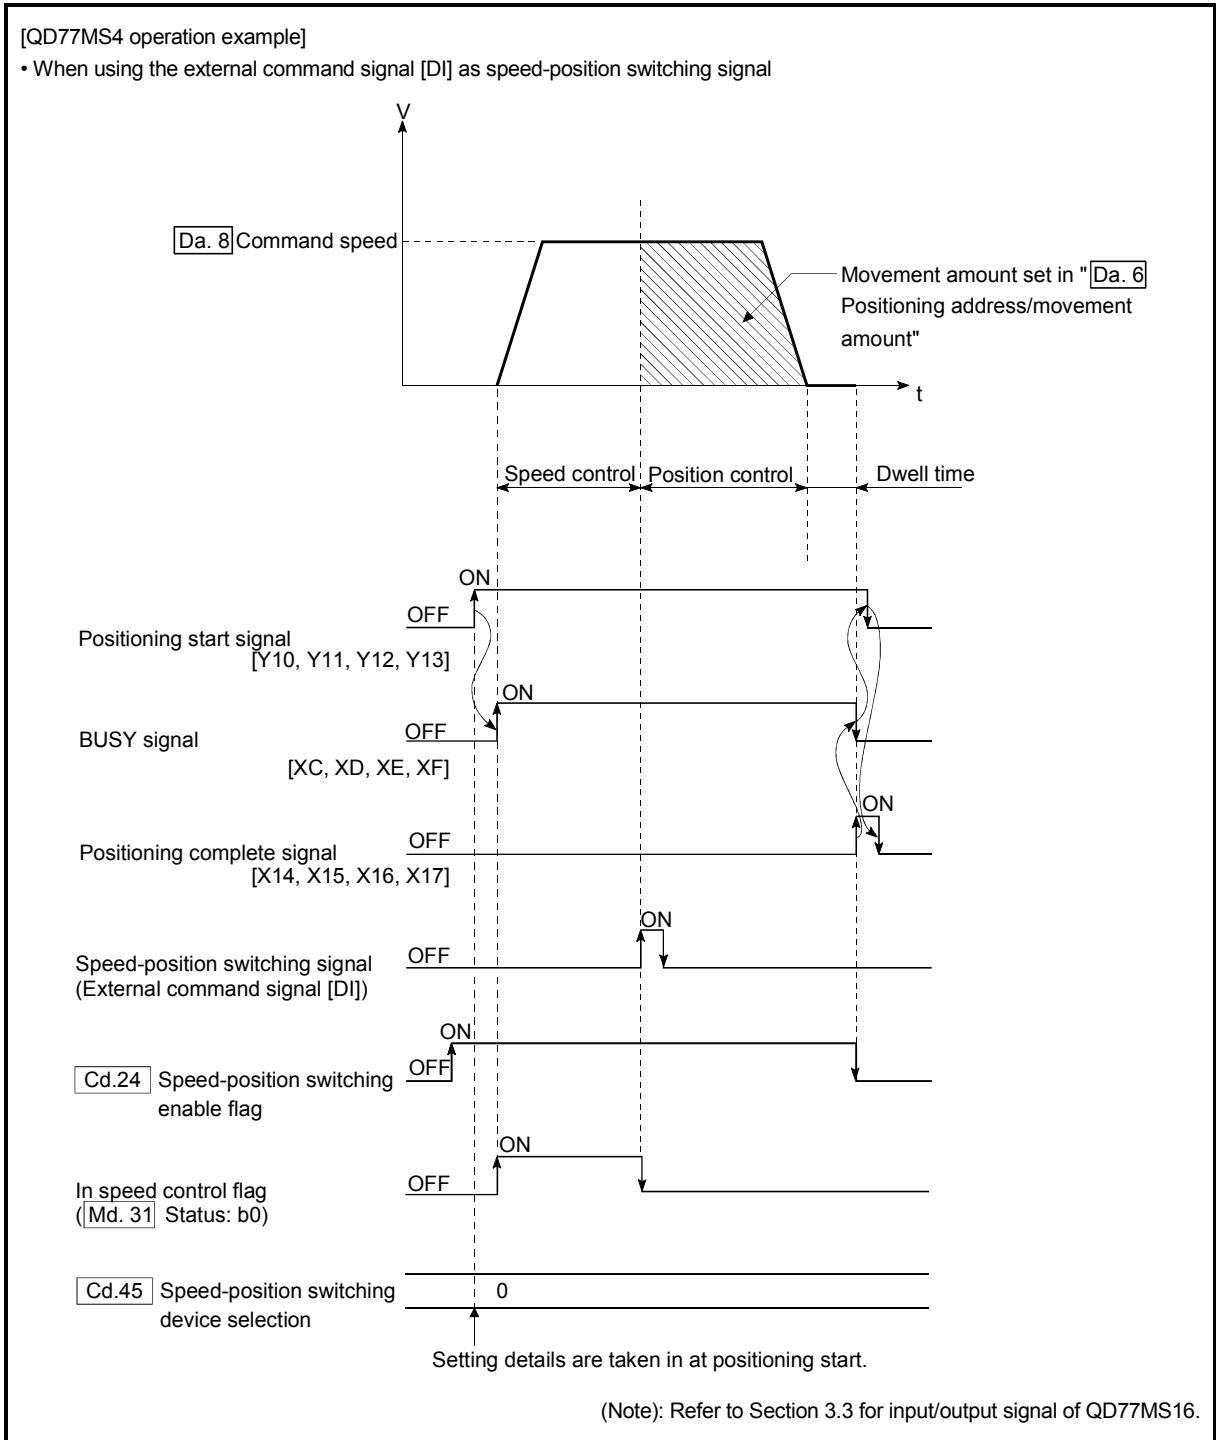 [QD77MS4 operation example]
• When using the external command signal [DI] as speed-position switching signal
V
Da. 8 Command speed
Movement amount set in " Da. 6
Positioning address/movement
amount"
t
Speed control
Position control
Dwell time
ON
OFF
Positioning start signal
[Y10, Y11, Y12, Y13]
ON
OFF
BUSY signal
[XC, XD, XE, XF]
ON
OFF
Positioning complete signal
[X14, X15, X16, X17]
ON
OFF
Speed-position switching signal
(External command signal [DI])
ON
OFF
Cd.24 Speed-position switching
enable flag
ON
OFF
In speed control flag
( Md. 31 Status: b0)
Cd.45 Speed-position switching
device selection
0
Setting details are taken in at positioning start.
(Note): Refer to Section 3.3 for input/output signal of QD77MS16.